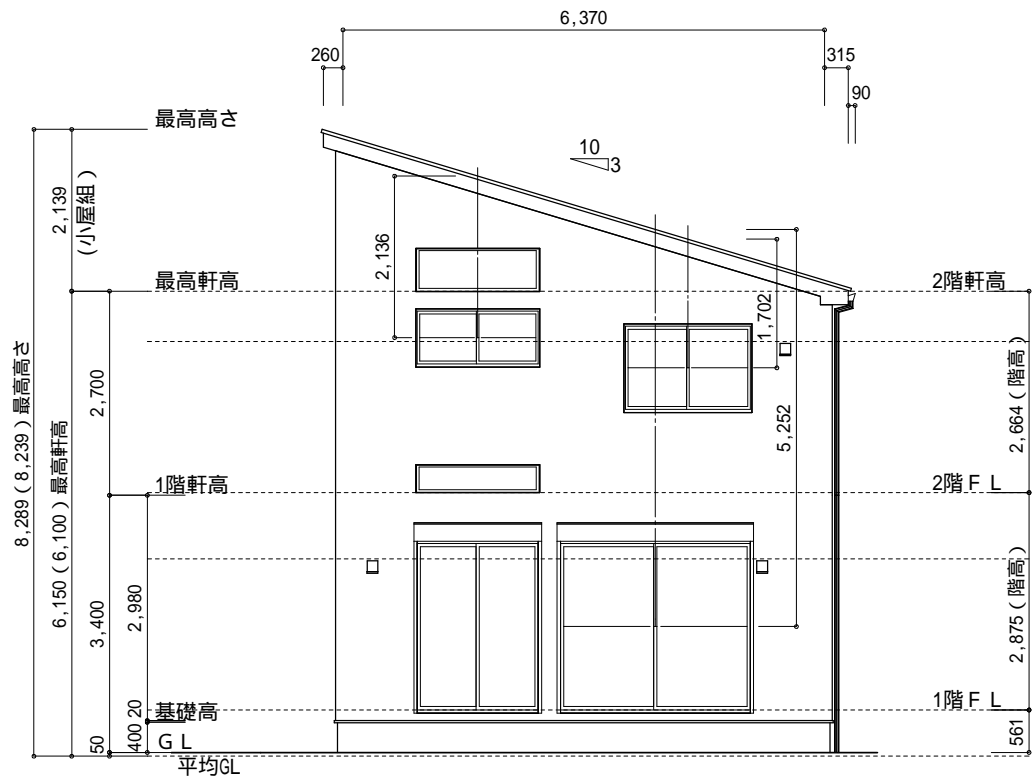 6,370
260
315
90
最高高さ
10
3
2,139
(小屋組)
2,136
1,702
最高軒高
2階軒高
8,289(8,239)最高高さ
6,150(6,100)最高軒高
2,700
5,252
2,664(階高)
1階軒高
2階FL
3,400
2,980
2,875(階高)
20
基礎高
1階FL
50
400
GL
561
平均GL